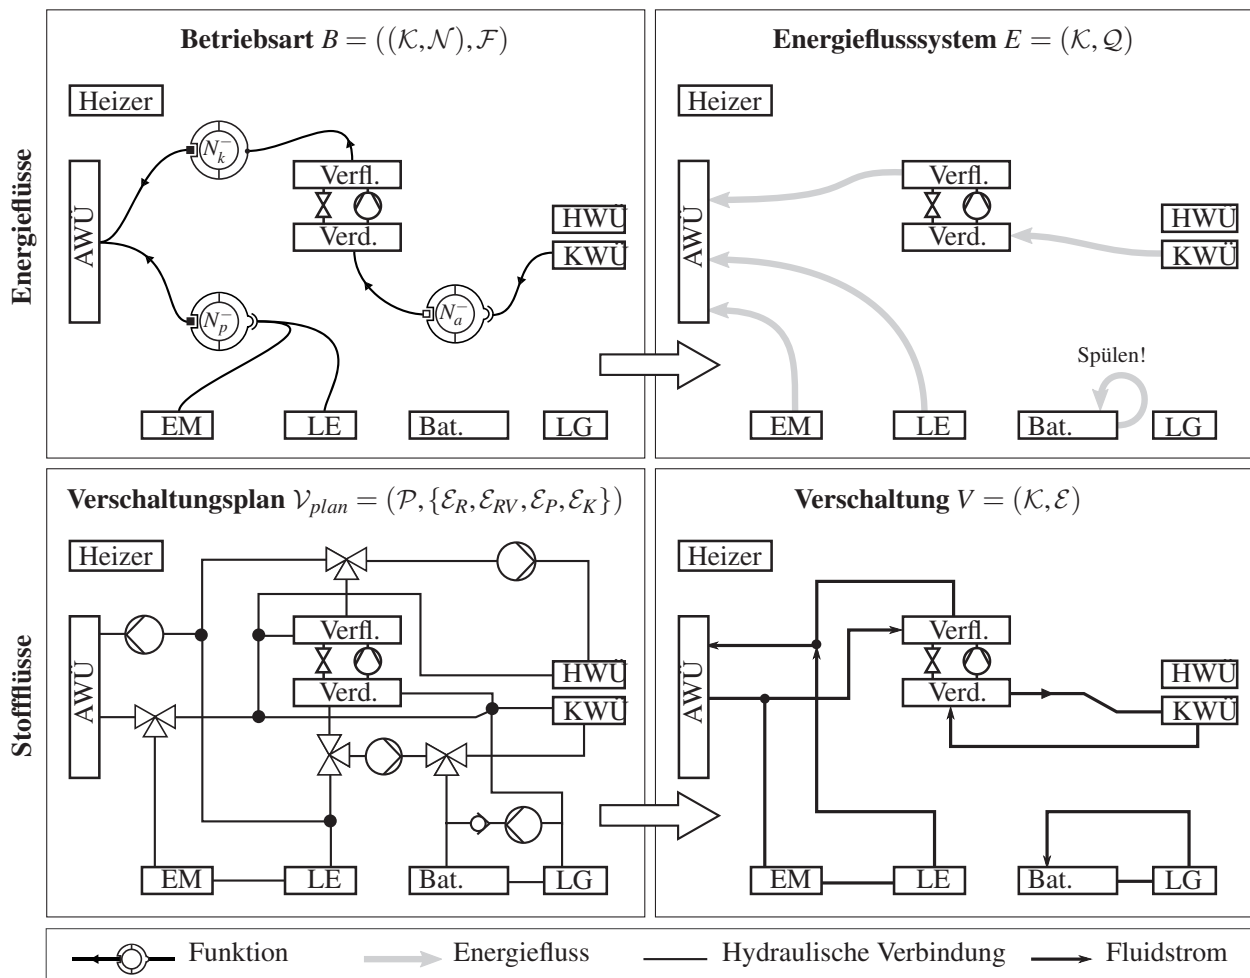 Betriebsart B = ((𝒦, 𝒩), ℱ)
Heizer
N_k^-
Verfl.
Verd.
AWÜ
HWÜ
KWÜ
N_p^-
N_a^-
EM
LE
Bat.
LG
Energieflusssystem E = (𝒦, 𝒬)
Heizer
Verfl.
Verd.
AWÜ
HWÜ
KWÜ
Spülen!
EM
LE
Bat.
LG
Energieflüsse
Verschaltungsplan 𝒱_plan = (𝒫, {ℰ_R, ℰ_RV, ℰ_P, ℰ_K})
Heizer
Verfl.
Verd.
AWÜ
HWÜ
KWÜ
EM
LE
Bat.
LG
Verschaltung V = (𝒦, ℰ)
Heizer
Verfl.
Verd.
AWÜ
HWÜ
KWÜ
EM
LE
Bat.
LG
Stoffflüsse
Funktion
Energiefluss
Hydraulische Verbindung
Fluidstrom